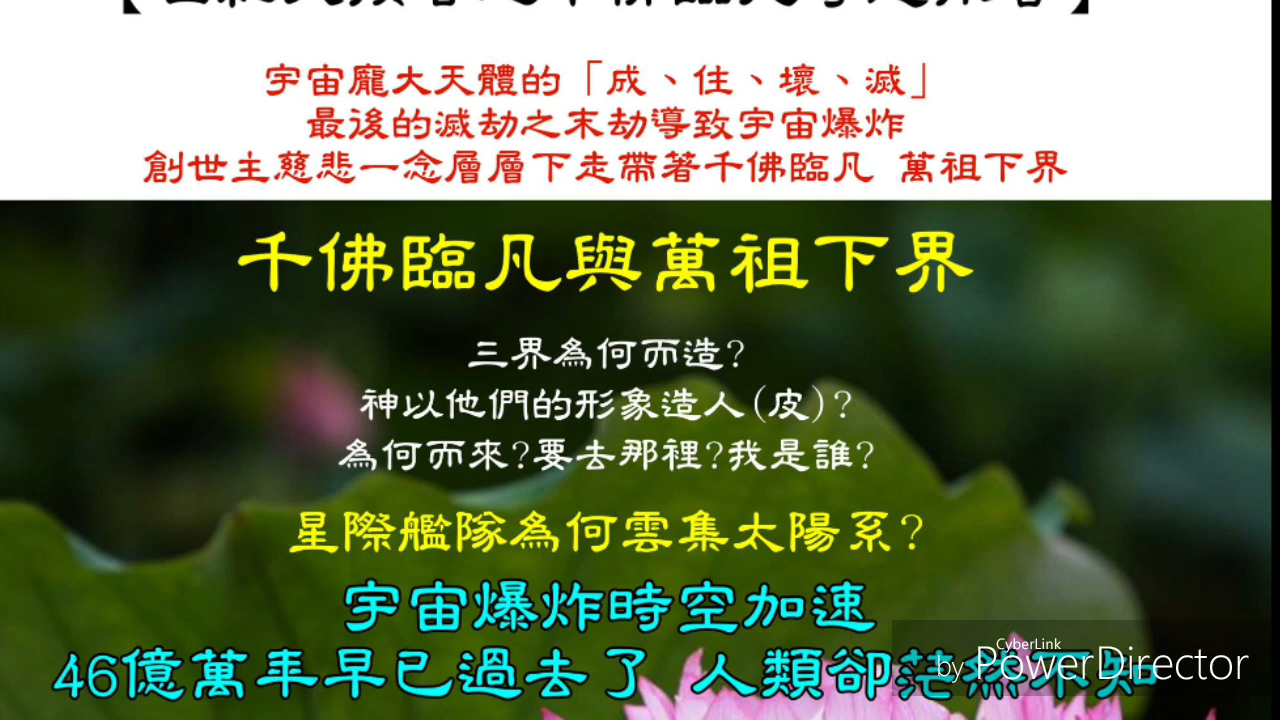 宇宙龐大天體的「成、住、壞、滅」
最後的滅劫之末劫導致宇宙爆炸
創世主慈悲一念層層下走帶著千佛臨凡 萬祖下界
千佛臨凡與萬祖下界
三界為何而造?
神以他們的形象造人(皮)?
為何而來?要去那裡?我是誰?
星際艦隊為何雲集太陽系?
宇宙爆炸時空加速
46億萬年早已過去了 人類卻茫然不知
CyberLink
by PowerDirector